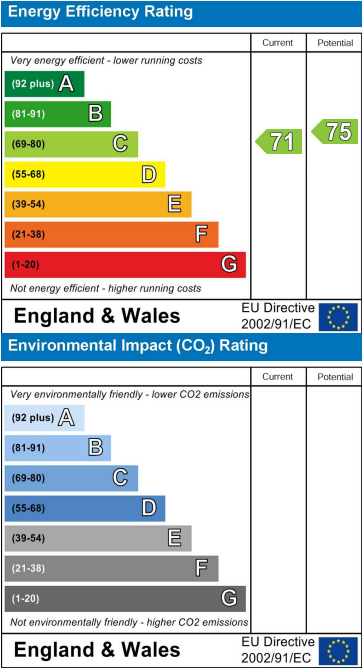 Energy Efficiency Rating
Current Potential
Very energy efficient - lower running costs
(92 plus) A
(81-91) B
(69-80) C
71 75
(55-68) D
(39-54) E
(21-38) F
(1-20) G
Not energy efficient - higher running costs
England & Wales
EU Directive
2002/91/EC
Environmental Impact (CO₂) Rating
Current Potential
Very environmentally friendly - lower CO2 emissions
(92 plus) A
(81-91) B
(69-80) C
(55-68) D
(39-54) E
(21-38) F
(1-20) G
Not environmentally friendly - higher CO2 emissions
England & Wales
EU Directive
2002/91/EC